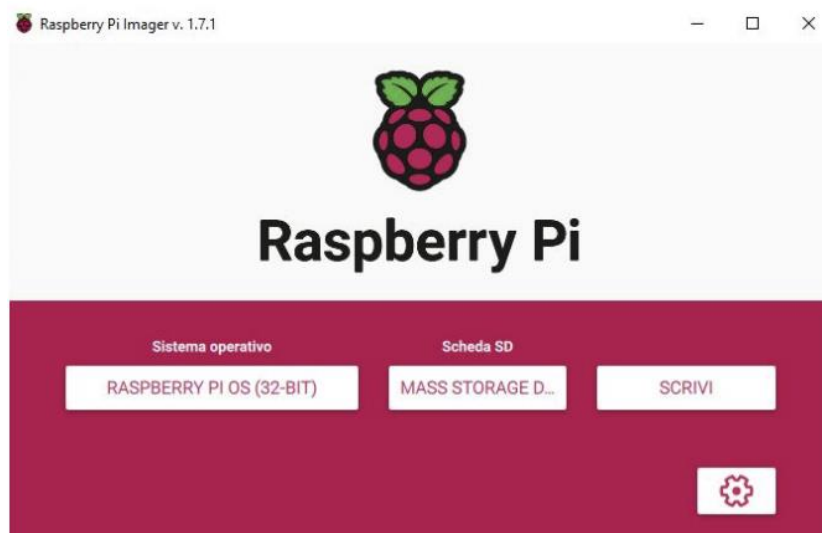 Raspberry Pi Imager v. 1.7.1
Raspberry Pi
Sistema operativo
Scheda SD
RASPBERRY PI OS (32-BIT)
MASS STORAGE D...
SCRIVI